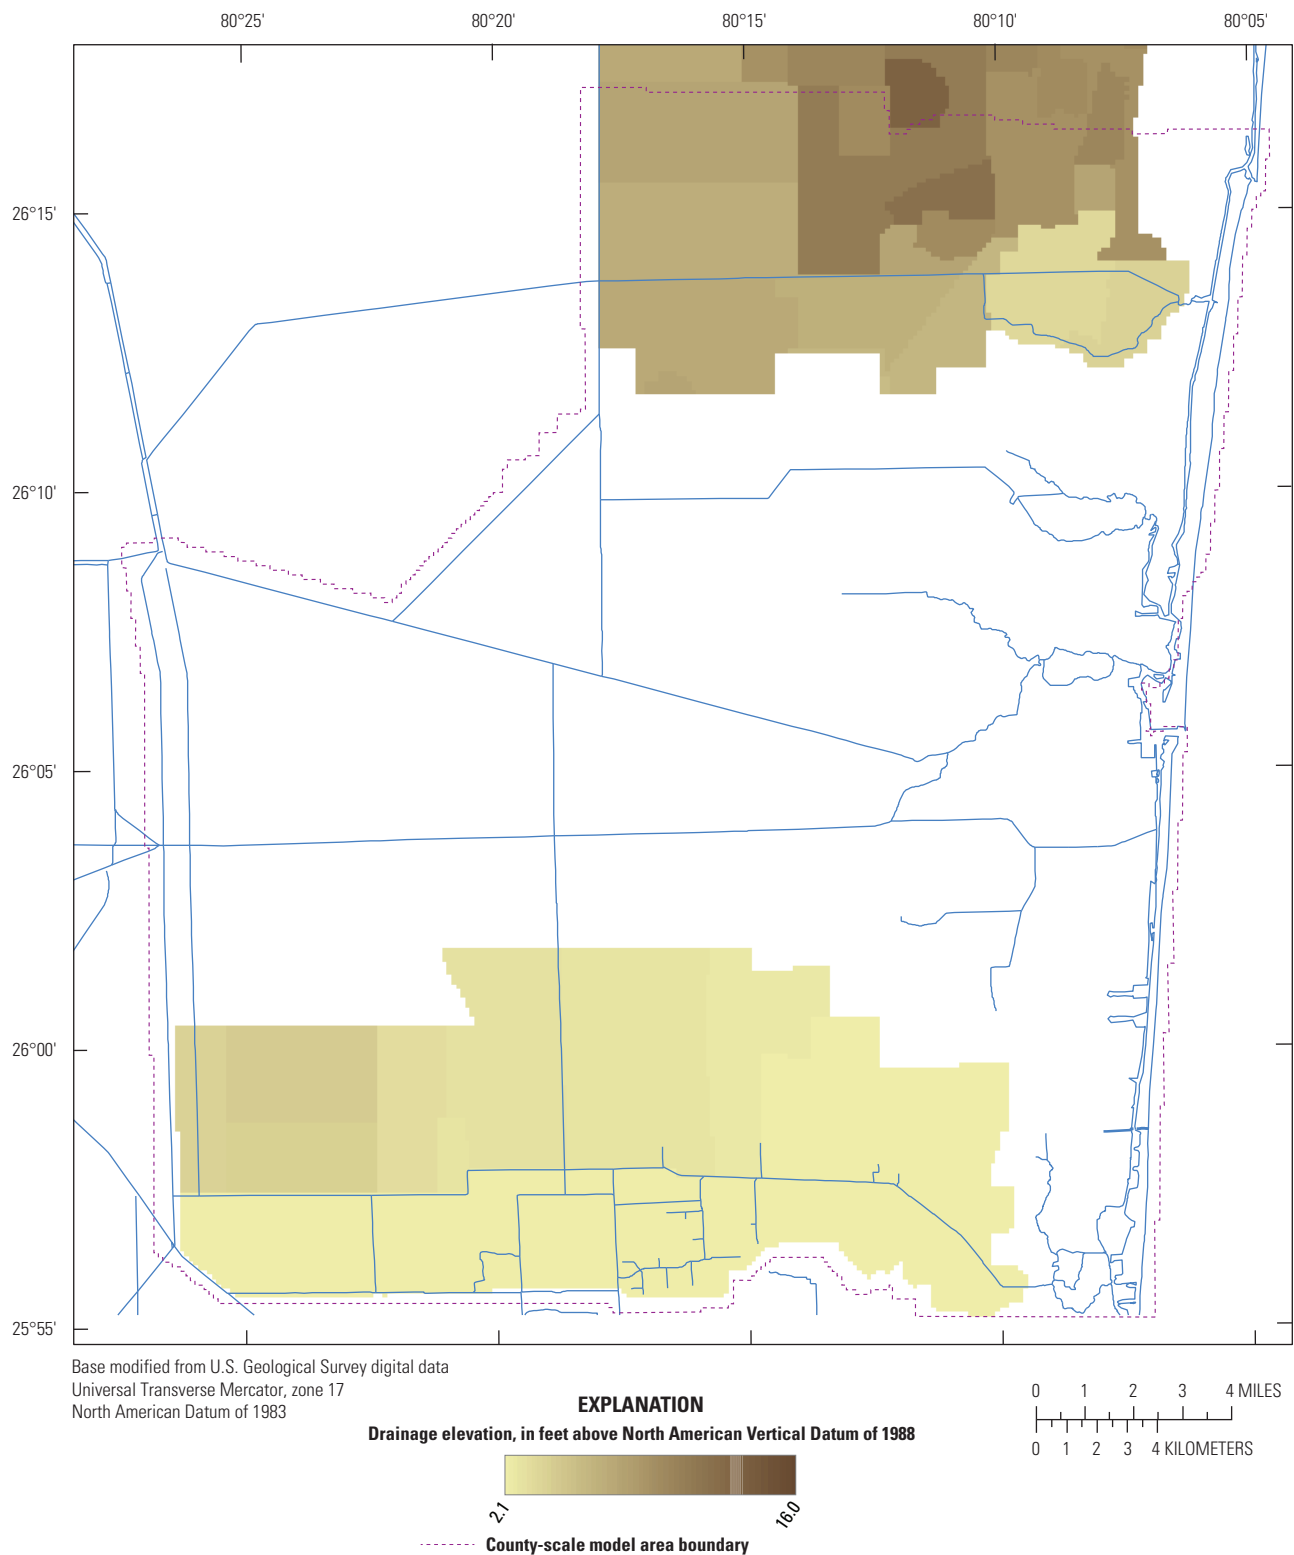 80°25' 80°20' 80°15' 80°10' 80°05'
26°15'
26°10'
26°05'
26°00'
25°55'
Base modified from U.S. Geological Survey digital data
Universal Transverse Mercator, zone 17
North American Datum of 1983
EXPLANATION
Drainage elevation, in feet above North American Vertical Datum of 1988
2.1 16.0
County-scale model area boundary
0 1 2 3 4 MILES
0 1 2 3 4 KILOMETERS